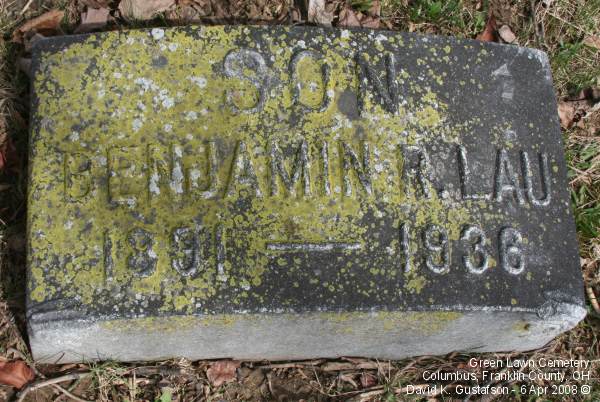 SON
BENJAMIN R. LAU
1891 — 1936
Green Lawn Cemetery
Columbus, Franklin County, OH
David K. Gustafson - 6 Apr 2008 ©